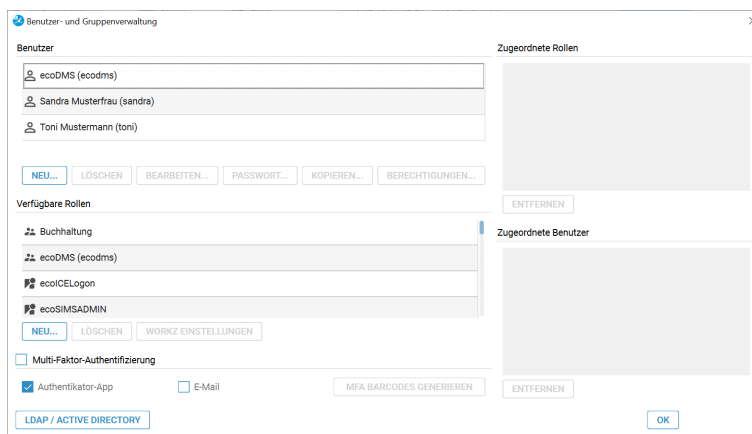 Benutzer- und Gruppenverwaltung
Benutzer
ecoDMS (ecodms)
Sandra Musterfrau (sandra)
Toni Mustermann (toni)
NEU... LÖSCHEN BEARBEITEN... PASSWORT... KOPIEREN... BERECHTIGUNGEN...
Verfügbare Rollen
Buchhaltung
ecoDMS (ecodms)
ecoICELogon
ecoSIMSADMIN
NEU... LÖSCHEN WORKZ EINSTELLUNGEN
Multi-Faktor-Authentifizierung
Authentikator-App E-Mail MFA BARCODES GENERIEREN
LDAP / ACTIVE DIRECTORY
Zugeordnete Rollen
ENTFERNEN
Zugeordnete Benutzer
ENTFERNEN
OK